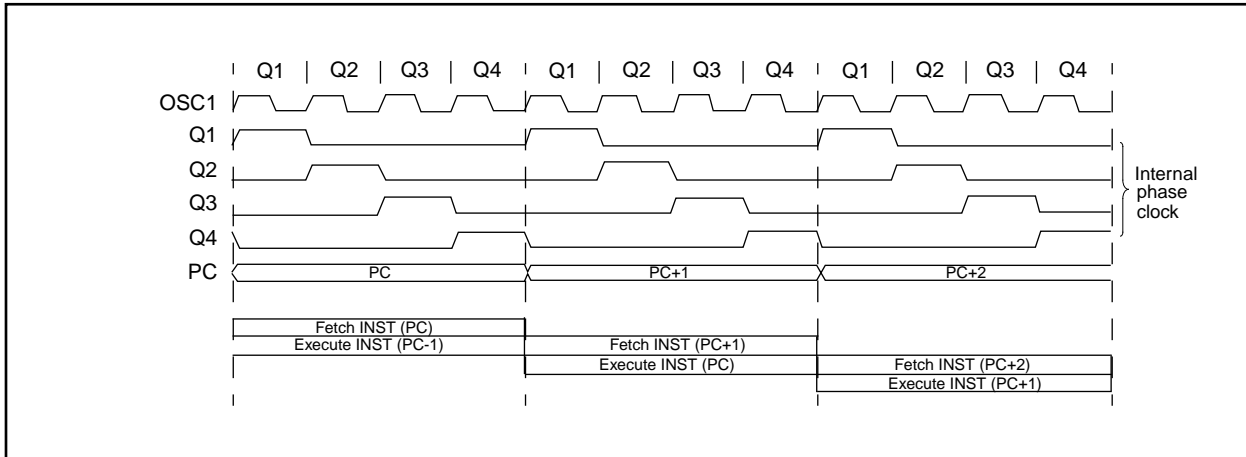 Q1 Q2 Q3 Q4 Q1 Q2 Q3 Q4 Q1 Q2 Q3 Q4
OSC1
Q1
Q2
Q3
Q4
Internal
phase
clock
PC PC PC+1 PC+2
Fetch INST (PC)
Execute INST (PC-1) Fetch INST (PC+1)
Execute INST (PC) Fetch INST (PC+2)
Execute INST (PC+1)